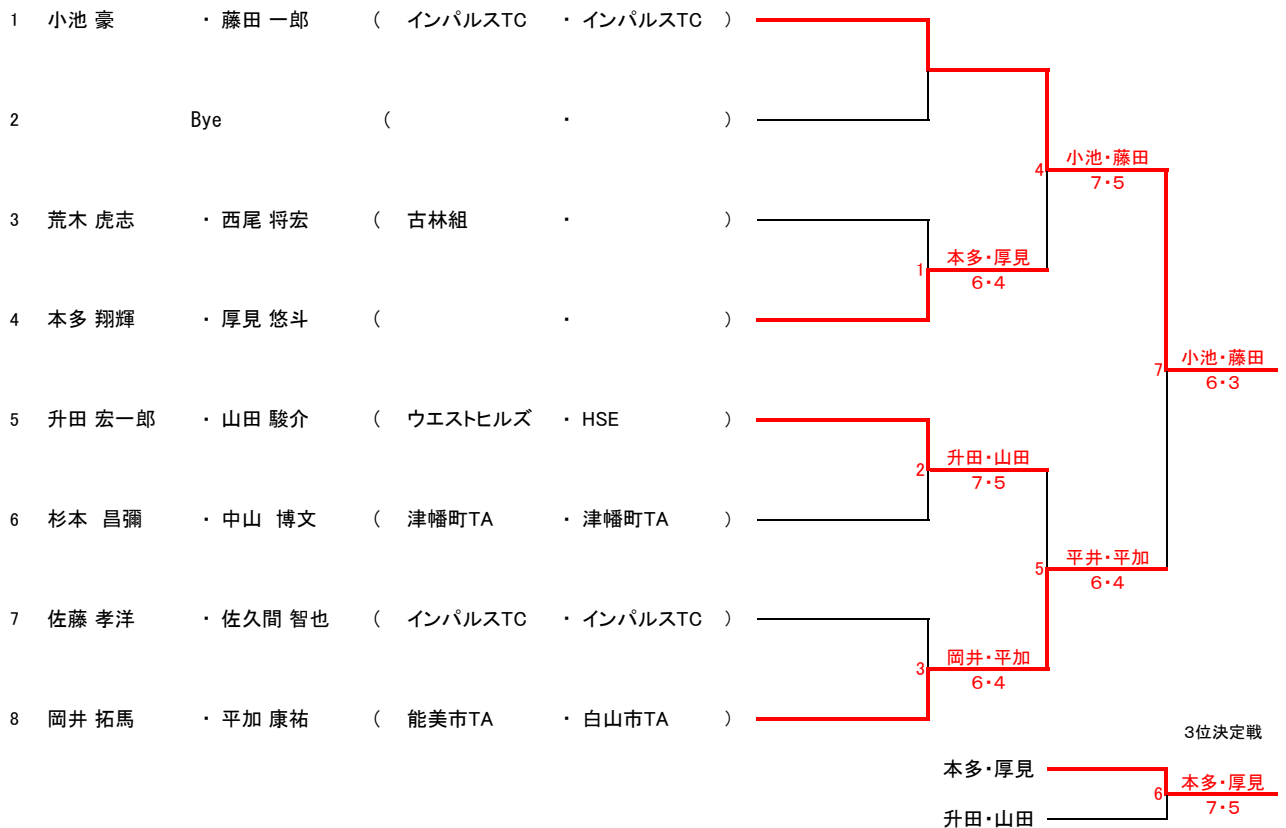 1 小池 豪 ・ 藤田 一郎 ( インパルスTC ・ インパルスTC )
2 Bye ( ・ )
小池・藤田
4
7・5
3 荒木 虎志 ・ 西尾 将宏 ( 古林組 ・ )
本多・厚見
1
6・4
4 本多 翔輝 ・ 厚見 悠斗 ( ・ )
小池・藤田
7
6・3
5 升田 宏一郎 ・ 山田 駿介 ( ウエストヒルズ ・ HSE )
升田・山田
2
7・5
6 杉本 昌彌 ・ 中山 博文 ( 津幡町TA ・ 津幡町TA )
平井・平加
5
6・4
7 佐藤 孝洋 ・ 佐久間 智也 ( インパルスTC ・ インパルスTC )
岡井・平加
3
6・4
8 岡井 拓馬 ・ 平加 康祐 ( 能美市TA ・ 白山市TA )
3位決定戦
本多・厚見
本多・厚見
6
7・5
升田・山田